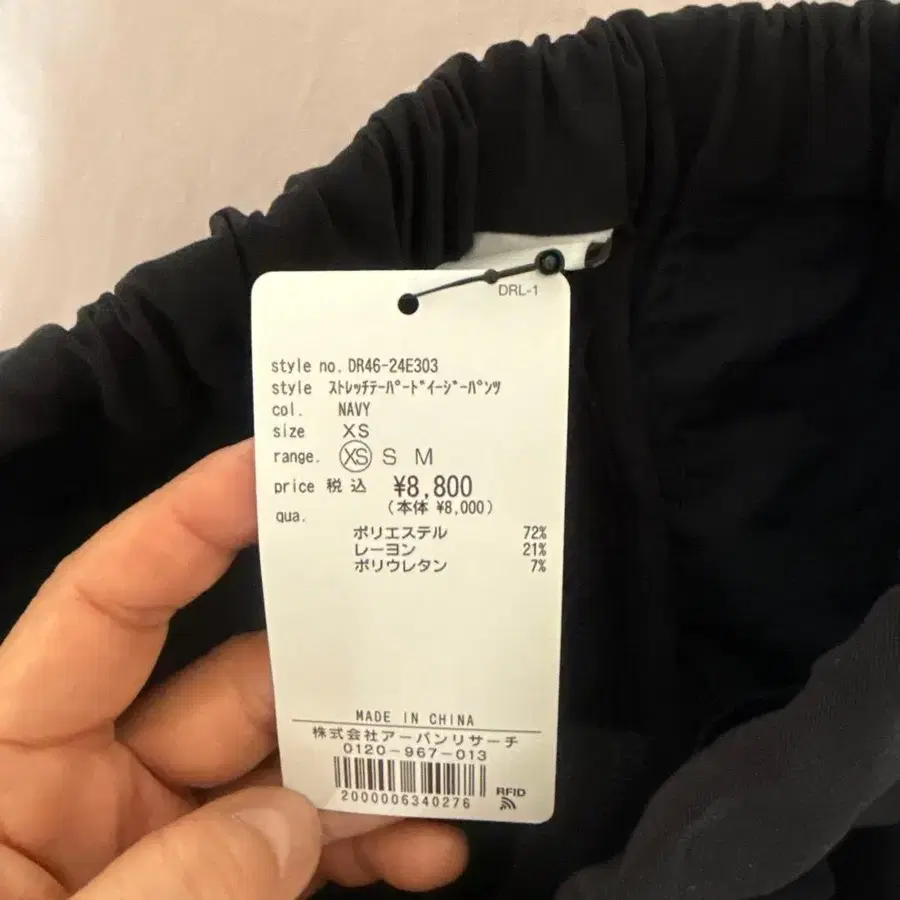 DRL-1
style no. DR46-24E303
style ｽﾄﾚｯﾁﾃｰﾊﾟｰﾄﾞｲｰｼﾞｰﾊﾟﾝﾂ
col. NAVY
size XS
range. XS S M
price 税込 ¥8,800
(本体 ¥8,000)
qua.
ポリエステル 72%
レーヨン 21%
ポリウレタン 7%
MADE IN CHINA
株式会社アーバンリサーチ
0120-967-013
2000006340276
RFID